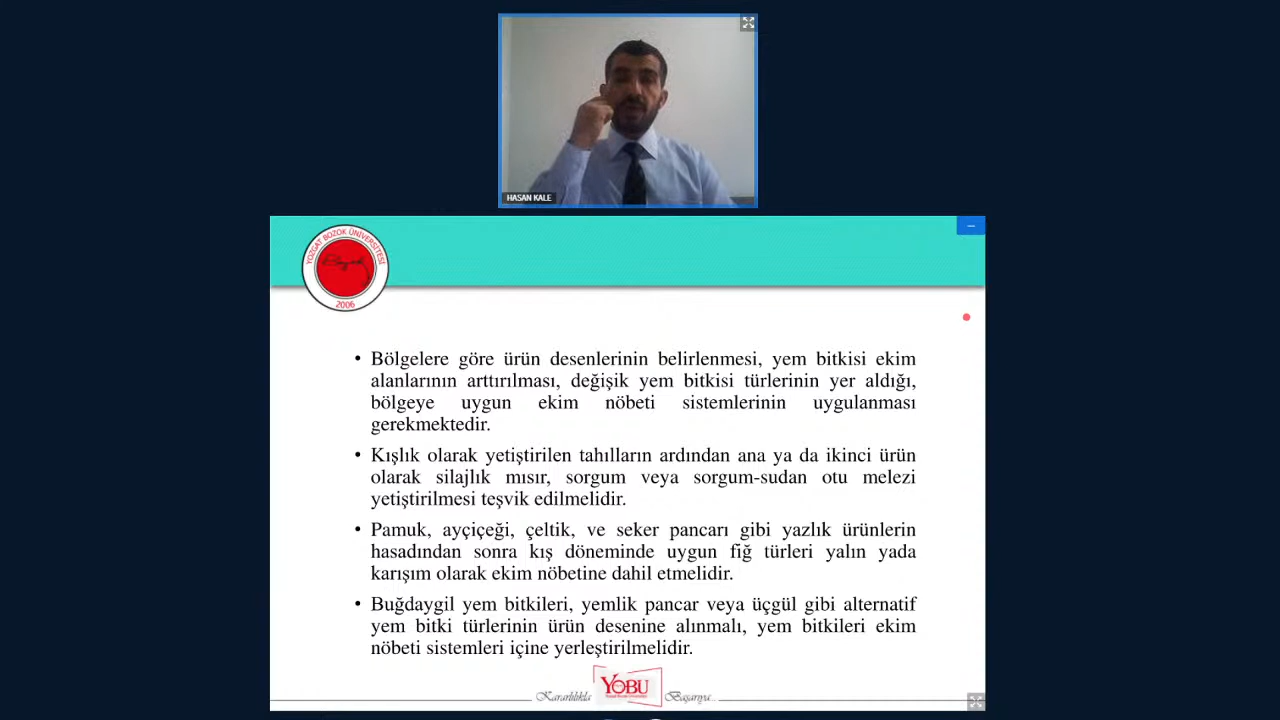 HASAN KALE
YOZGAT BOZOK ÜNİVERSİTESİ
Bozok
2006
• Bölgelere göre ürün desenlerinin belirlenmesi, yem bitkisi ekim
alanlarının arttırılması, değişik yem bitkisi türlerinin yer aldığı,
bölgeye uygun ekim nöbeti sistemlerinin uygulanması
gerekmektedir.
• Kışlık olarak yetiştirilen tahılların ardından ana ya da ikinci ürün
olarak silajlık mısır, sorgum veya sorgum-sudan otu melezi
yetiştirilmesi teşvik edilmelidir.
• Pamuk, ayçiçeği, çeltik, ve seker pancarı gibi yazlık ürünlerin
hasadından sonra kış döneminde uygun fiğ türleri yalın yada
karışım olarak ekim nöbetine dahil etmelidir.
• Buğdaygil yem bitkileri, yemlik pancar veya üçgül gibi alternatif
yem bitki türlerinin ürün desenine alınmalı, yem bitkileri ekim
nöbeti sistemleri içine yerleştirilmelidir.
Kararlılıkla YOBU Başarıya...